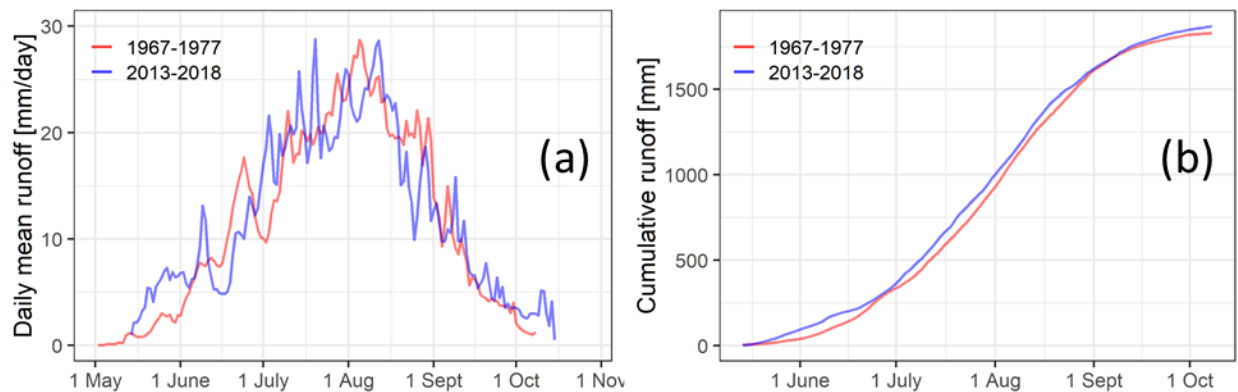 Daily mean runoff [mm/day]
30
20
10
0
1967-1977
2013-2018
(a)
1 May
1 June
1 July
1 Aug
1 Sept
1 Oct
1 Nov
Cumulative runoff [mm]
1500
1000
500
0
1967-1977
2013-2018
(b)
1 June
1 July
1 Aug
1 Sept
1 Oct